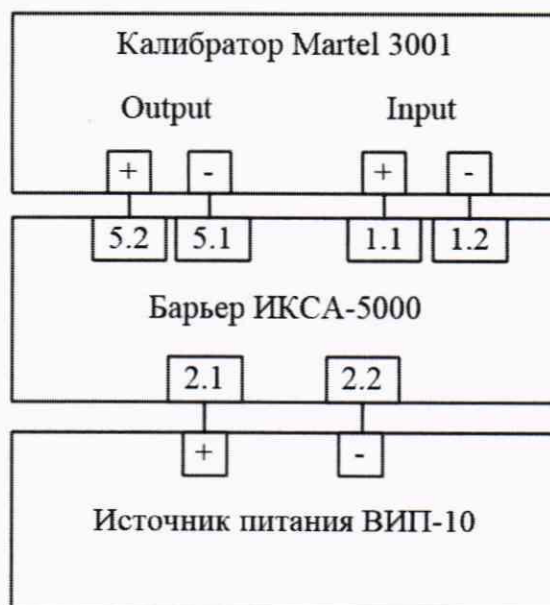 Калибратор Martel 3001
Output Input
+ - + -
5.2 5.1 1.1 1.2
Барьер ИКСА-5000
2.1 2.2
+ -
Источник питания ВИП-10